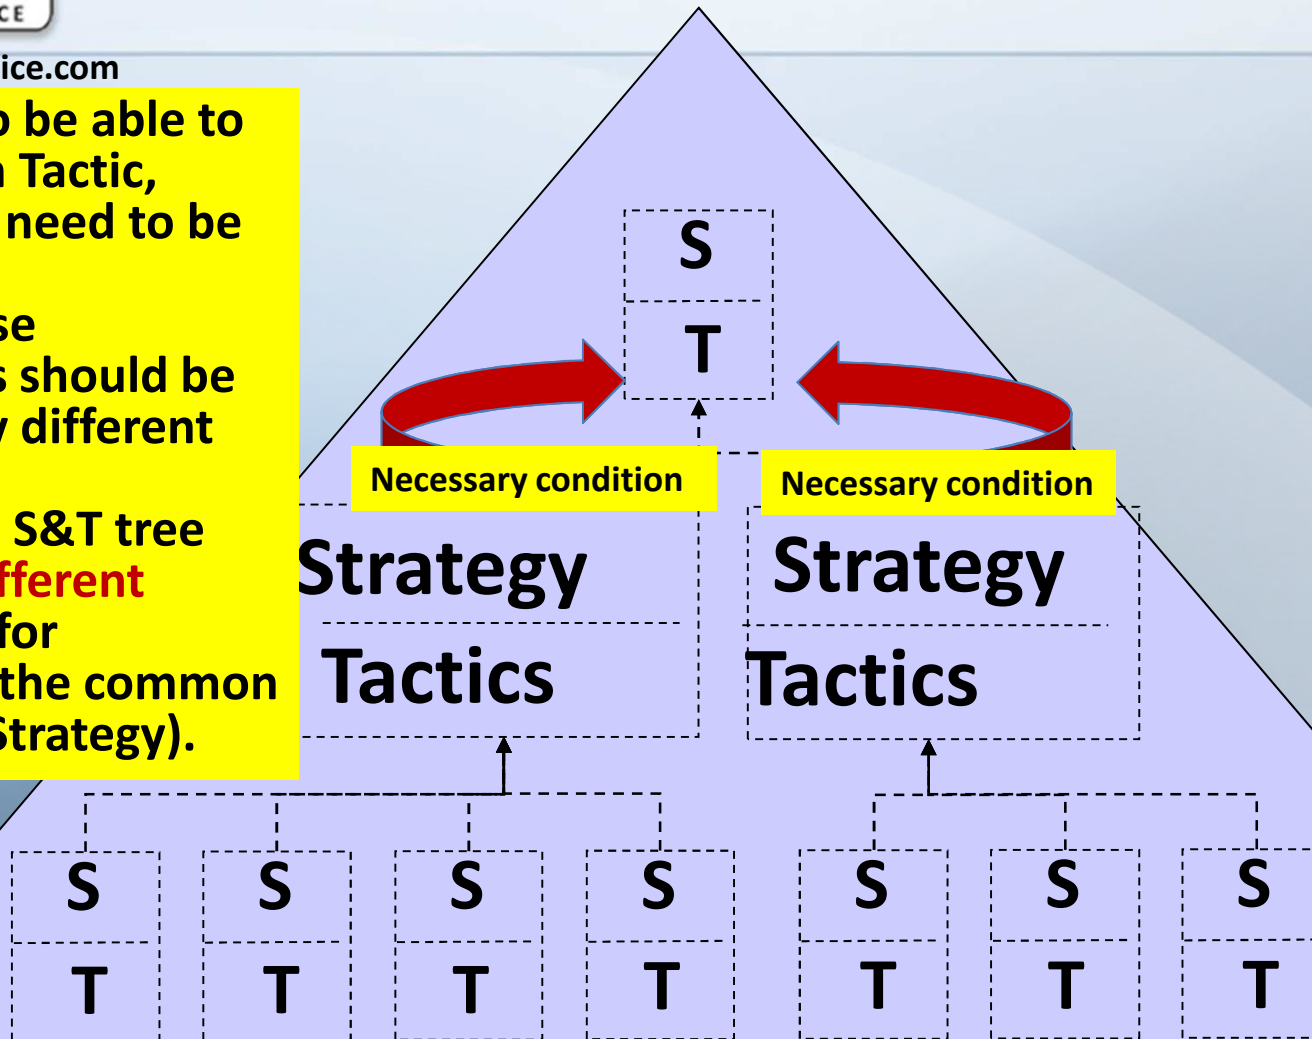 CE
ice.com
o be able to
n Tactic,
need to be
se
s should be
y different
S&T tree
fferent
for
the common
Strategy).
S
T
Necessary condition
Necessary condition
Strategy
Strategy
Tactics
Tactics
S S S S S S S
T T T T T T T